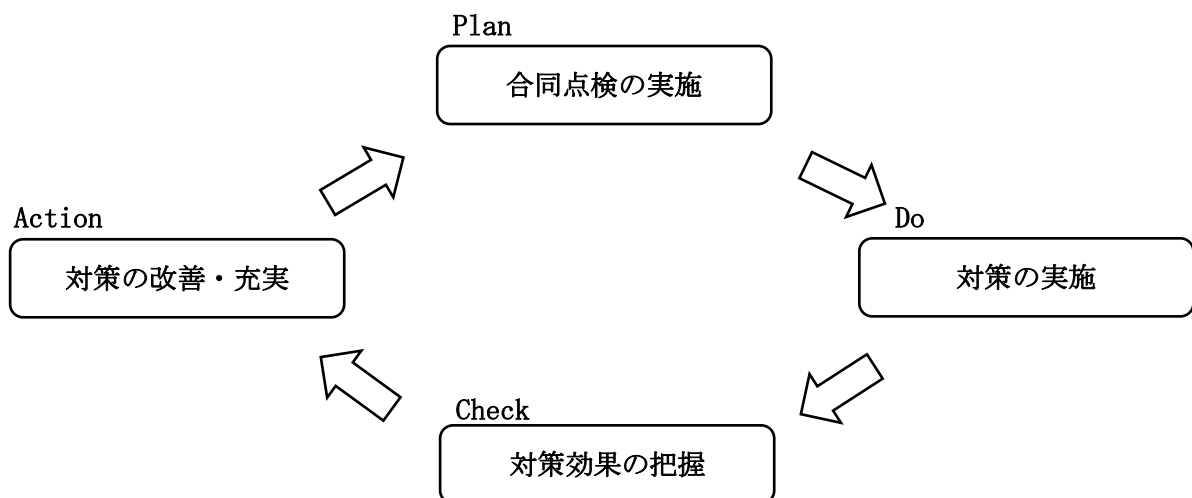 Plan
合同点検の実施
Action
対策の改善・充実
Do
対策の実施
Check
対策効果の把握